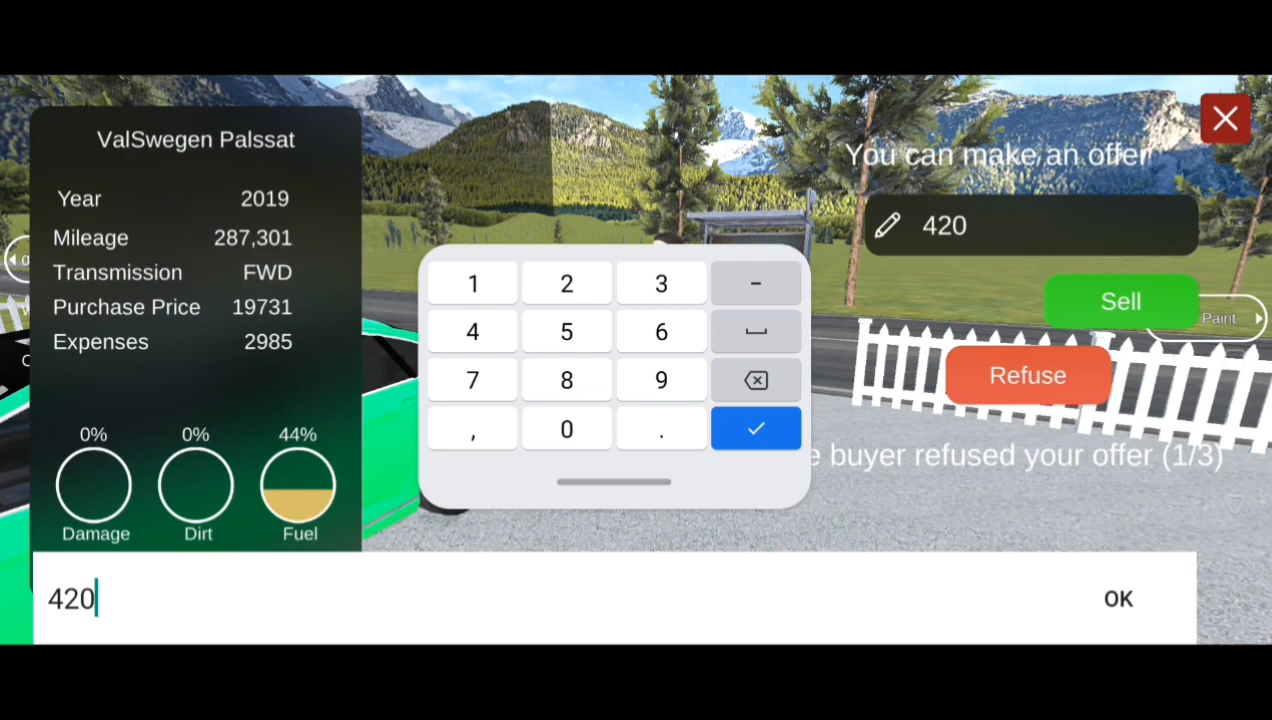 ValSwegen Palssat
Year 2019
Mileage 287,301
Transmission FWD
Purchase Price 19731
Expenses 2985
0% 0% 44%
Damage Dirt Fuel
You can make an offer
420
Sell
Paint
Refuse
buyer refused your offer (1/3)
1 2 3 -
4 5 6
7 8 9
, 0 .
420
OK